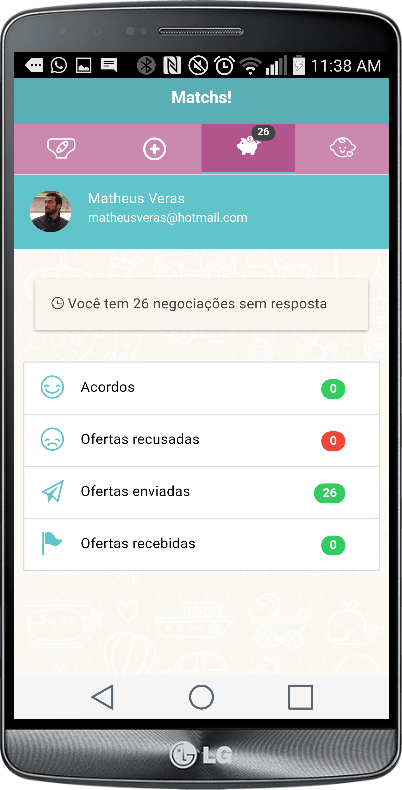 11:38 AM
Matchs!
26
Matheus Veras
matheusveras@hotmail.com
Você tem 26 negociações sem resposta
Acordos 0
Ofertas recusadas 0
Ofertas enviadas 26
Ofertas recebidas 0
LG